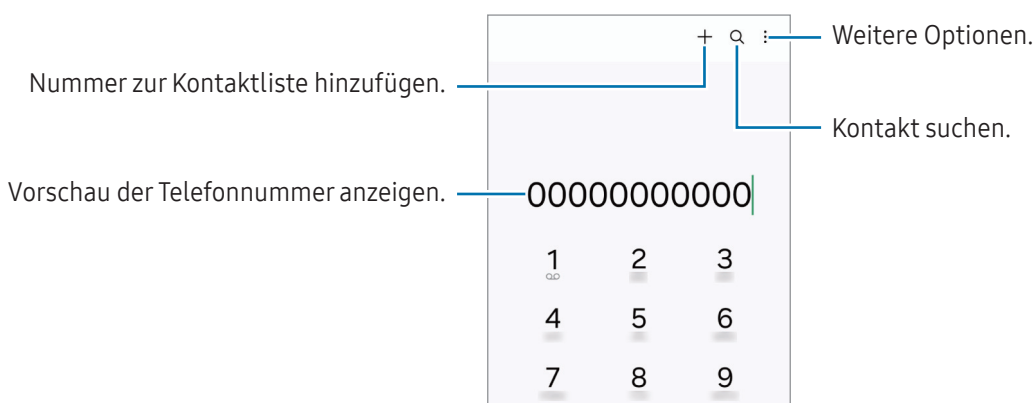 Weitere Optionen.
Nummer zur Kontaktliste hinzufügen.
Kontakt suchen.
Vorschau der Telefonnummer anzeigen.
00000000000
1 2 3
4 5 6
7 8 9